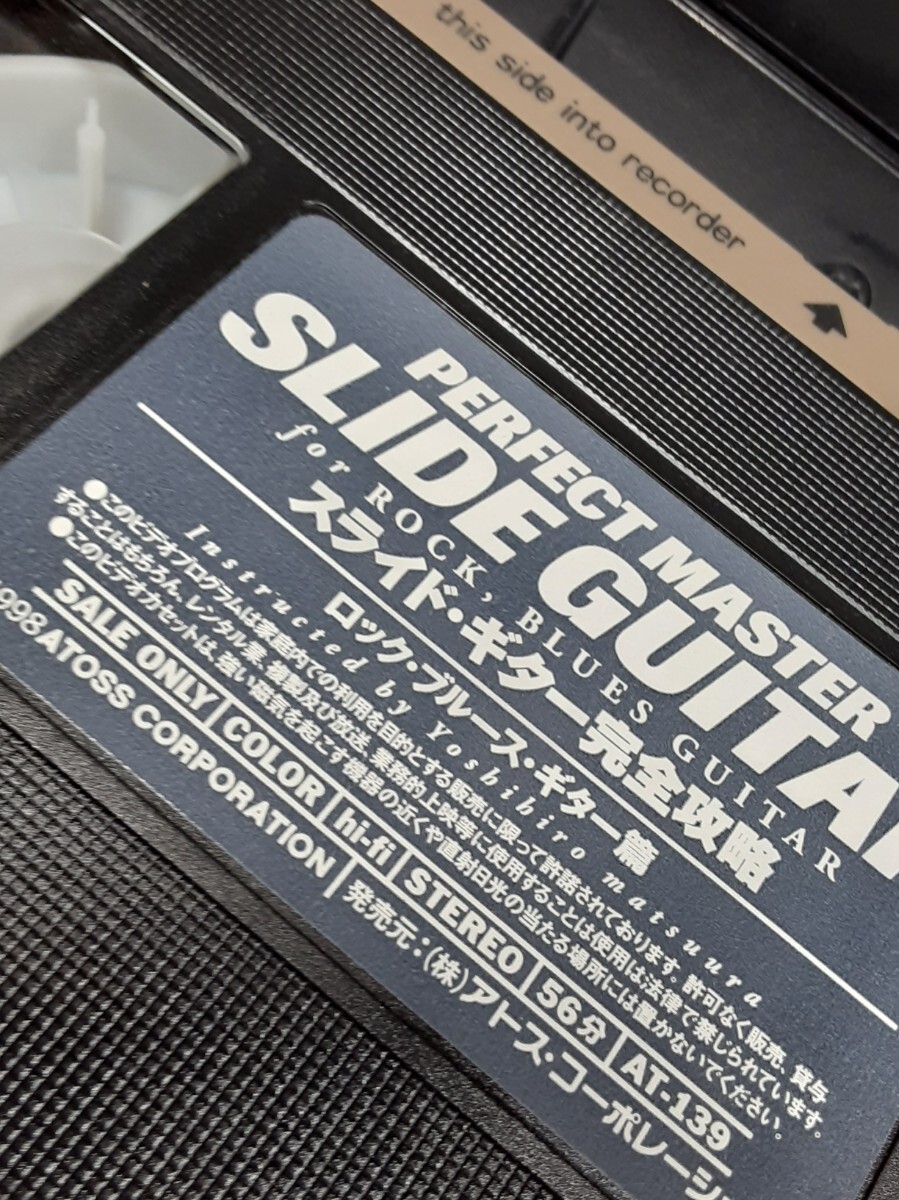 this side into recorder
PERFECT MASTER
SLIDE GUITA
for ROCK, BLUES GUITAR
スライド・ギター完全攻略
ロック・ブルース・ギター篇
Instructed by Yoshihiro matsuura
●このビデオプログラムは家庭内での利用を目的とする販売に限って許諾されております。許可なく販売、貸与
することはもちろん、レンタル業、複製及び放送、業務的上映等に使用することは使用は法律で禁じられています。
●このビデオカセットは、強い磁気を起こす機器の近くや直射日光の当たる場所には置かないでください。
SALE ONLY COLOR hi-fi STEREO 56分 AT-139
1998 ATOSS CORPORATION 発売元：(株)アトス・コーポレーシ